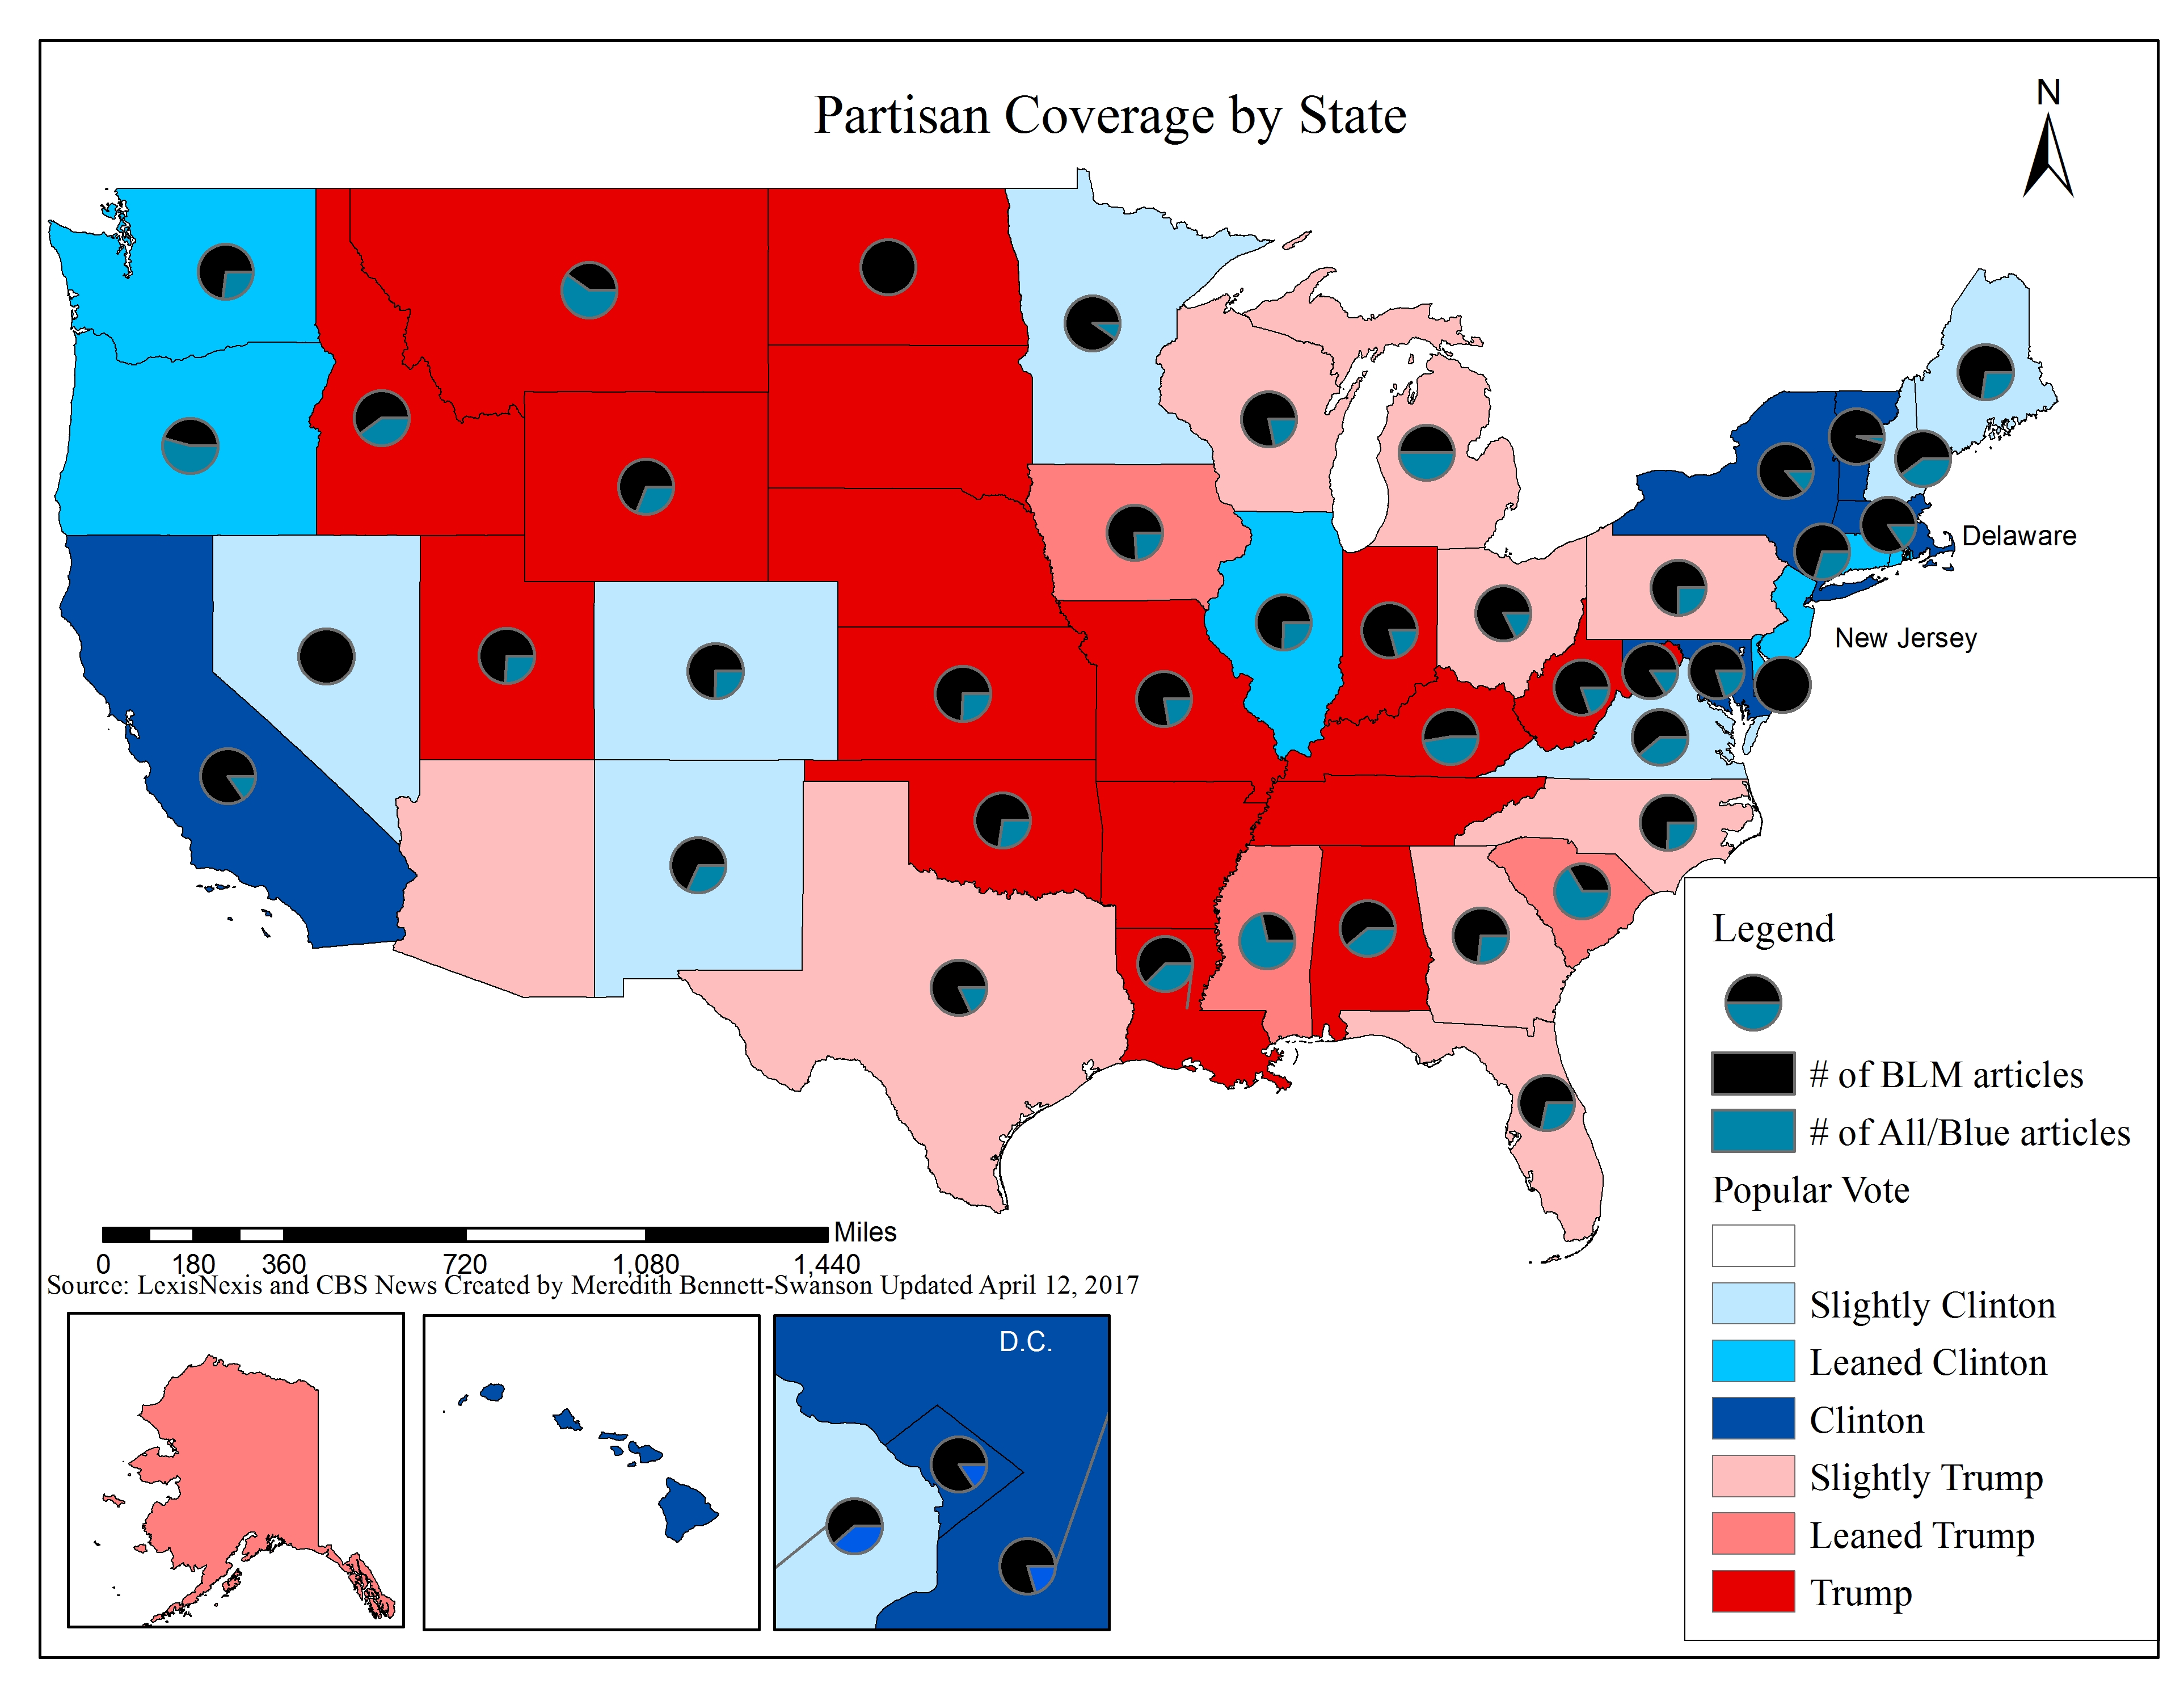 Partisan Coverage by State
N
Delaware
New Jersey
Legend
# of BLM articles
# of All/Blue articles
Popular Vote
Slightly Clinton
Leaned Clinton
Clinton
Slightly Trump
Leaned Trump
Trump
Miles
0 180 360 720 1,080 1,440
Source: LexisNexis and CBS News Created by Meredith Bennett-Swanson Updated April 12, 2017
D.C.